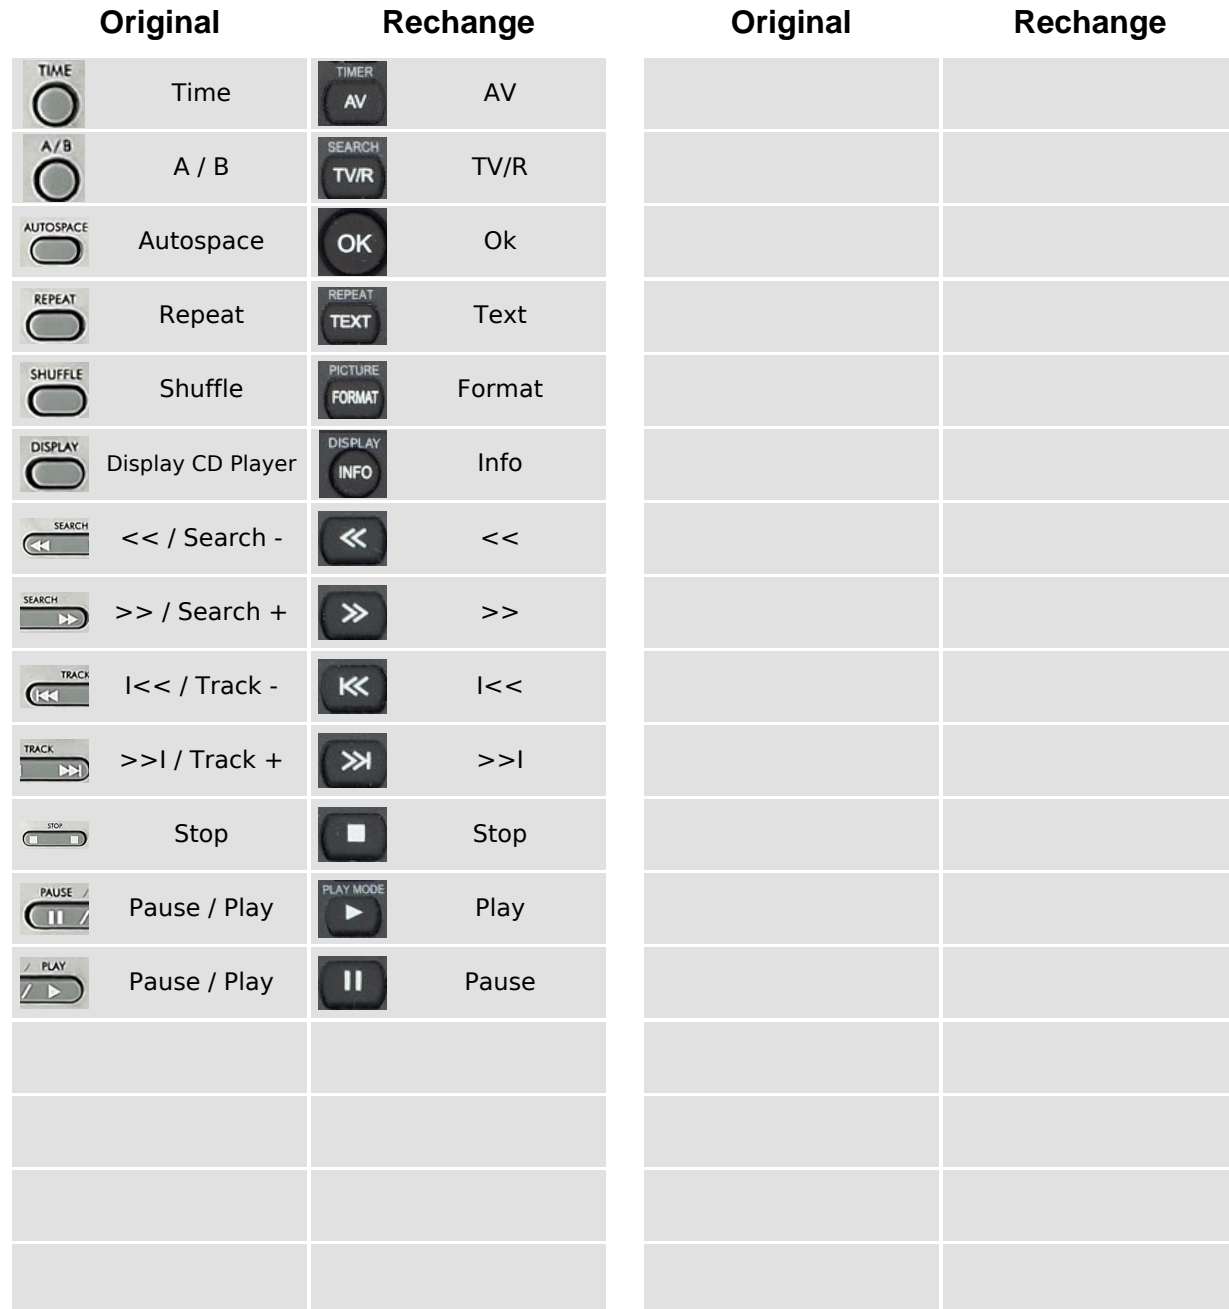 Original Rechange Original Rechange
TIME Time TIMER AV AV
A/B A / B SEARCH TV/R TV/R
AUTOSPACE Autospace OK Ok
REPEAT Repeat REPEAT TEXT Text
SHUFFLE Shuffle PICTURE FORMAT Format
DISPLAY Display CD Player DISPLAY INFO Info
SEARCH << / Search - <<
SEARCH >> / Search + >>
TRACK I<< / Track - I<<
TRACK >>I / Track + >>I
STOP Stop Stop
PAUSE / Pause / Play PLAY MODE Play
/ PLAY Pause / Play Pause